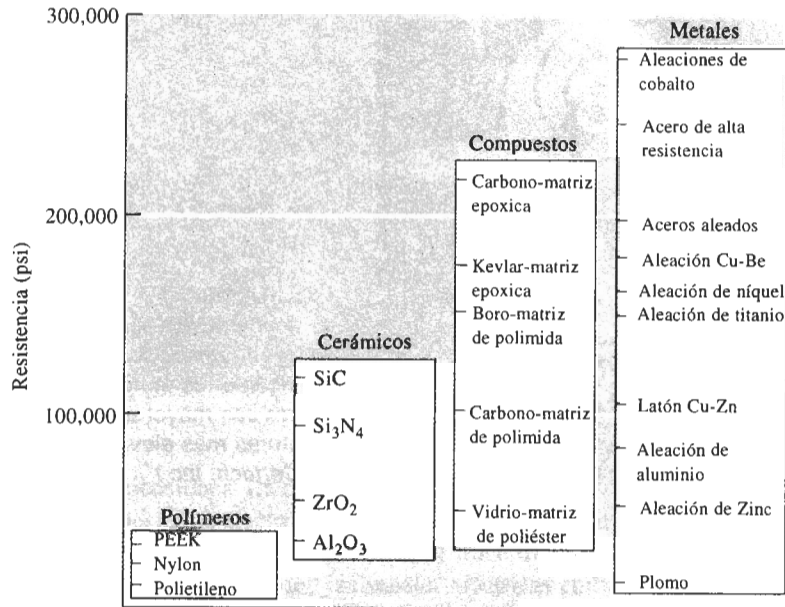 300,000
200,000
100,000
Resistencia (psi)
Polímeros
PEEK
Nylon
Polietileno
Cerámicos
SiC
Si₃N₄
ZrO₂
Al₂O₃
Compuestos
Carbono-matriz
epoxica
Kevlar-matriz
epoxica
Boro-matriz
de polimida
Carbono-matriz
de polimida
Vidrio-matriz
de poliéster
Metales
Aleaciones de
cobalto
Acero de alta
resistencia
Aceros aleados
Aleación Cu-Be
Aleación de níquel
Aleación de titanio
Latón Cu-Zn
Aleación de
aluminio
Aleación de Zinc
Plomo